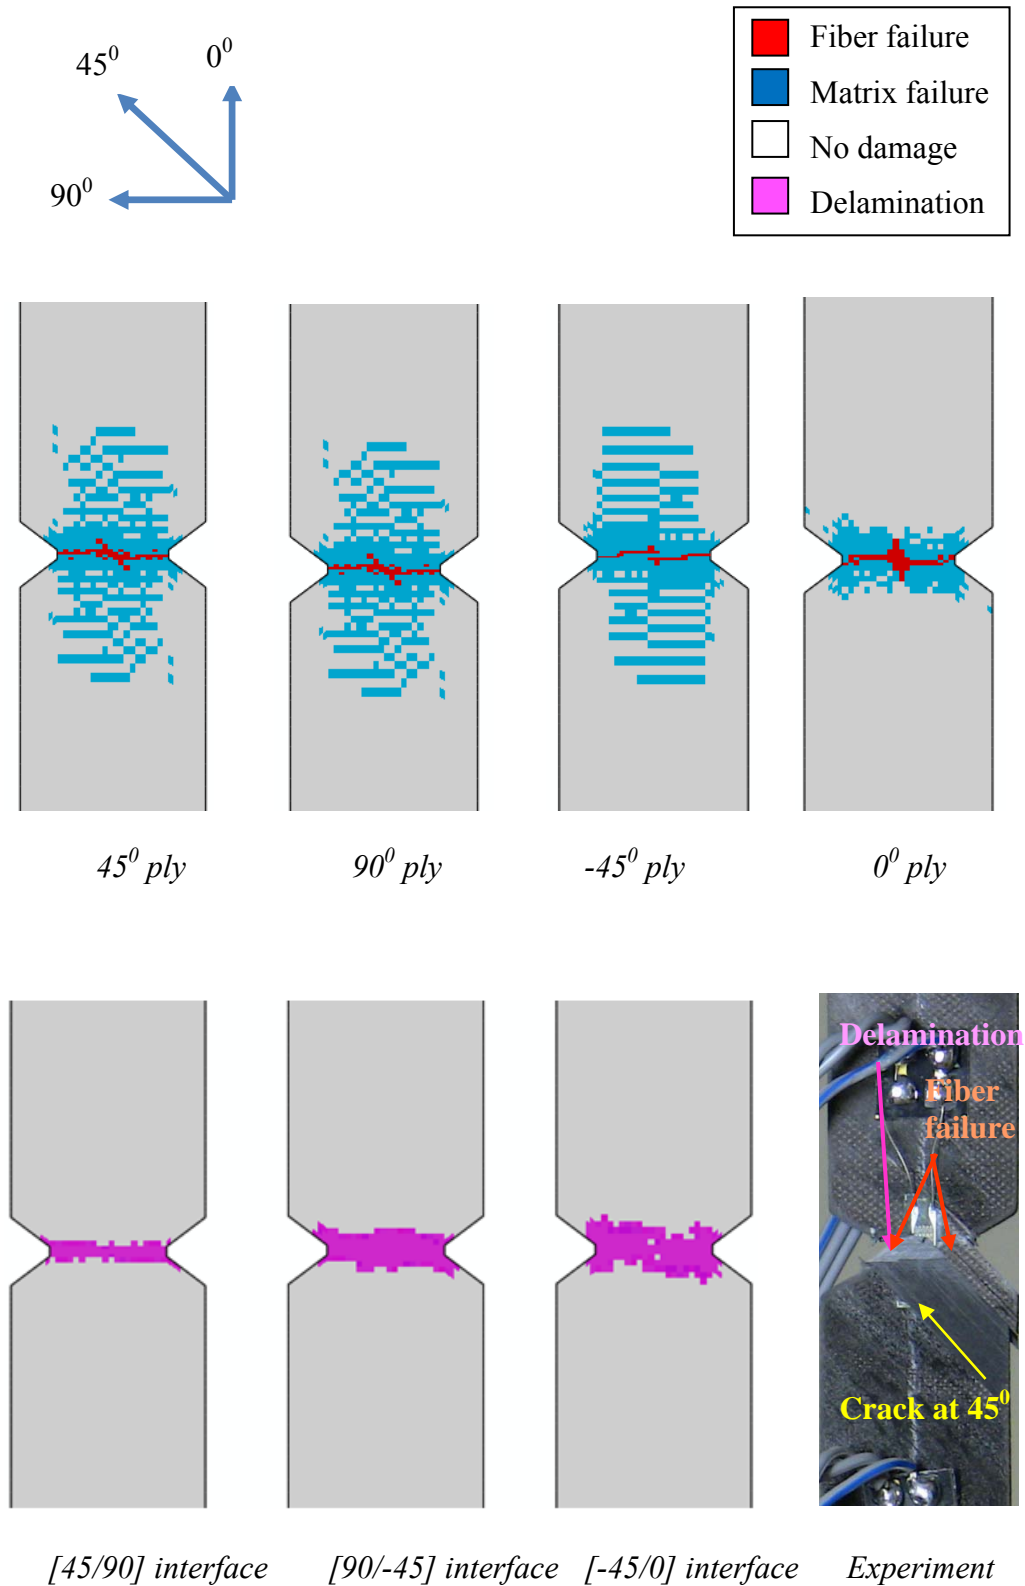 45⁰
0⁰
90⁰
Fiber failure
Matrix failure
No damage
Delamination
45⁰ ply
90⁰ ply
-45⁰ ply
0⁰ ply
Delamination
Fiber
failure
Crack at 45⁰
[45/90] interface
[90/-45] interface
[-45/0] interface
Experiment